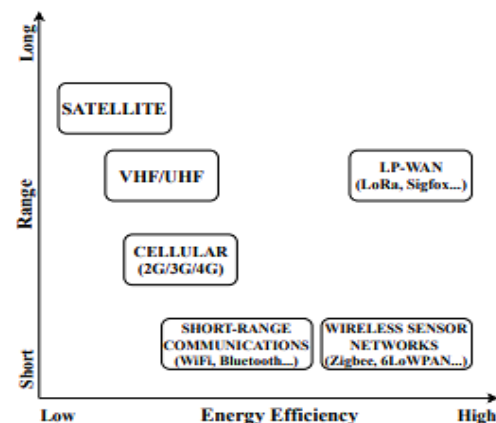 Long
SATELLITE
VHF/UHF
LP-WAN
(LoRa, Sigfox...)
Range
CELLULAR
(2G/3G/4G)
SHORT-RANGE
COMMUNICATIONS
(WiFi, Bluetooth...)
WIRELESS SENSOR
NETWORKS
(Zigbee, 6LoWPAN...)
Short
Low
Energy Efficiency
High